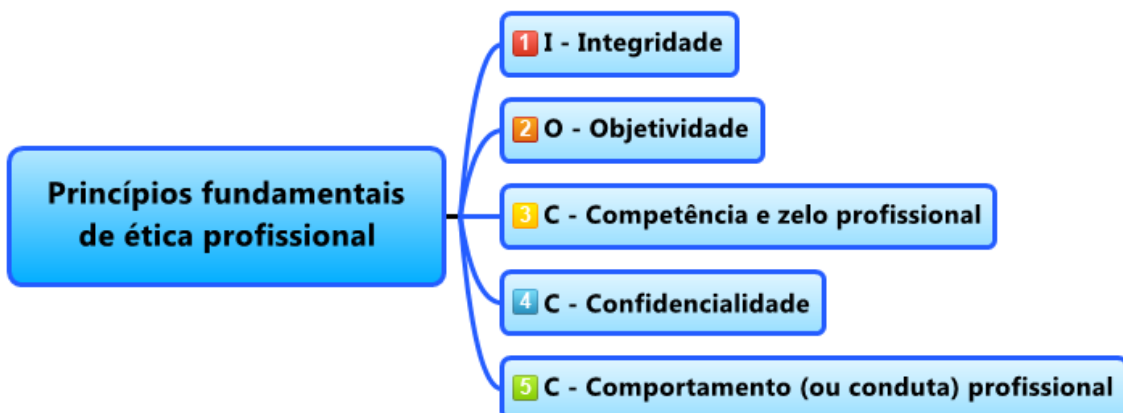 Princípios fundamentais
de ética profissional
1 I - Integridade
2 O - Objetividade
3 C - Competência e zelo profissional
4 C - Confidencialidade
5 C - Comportamento (ou conduta) profissional